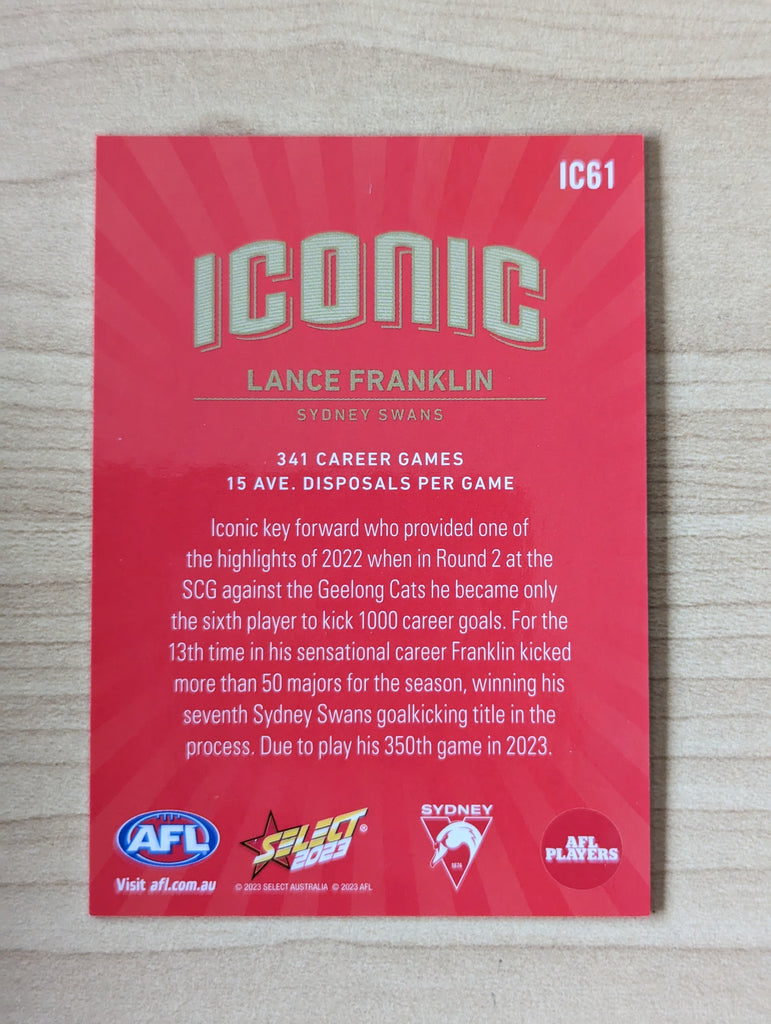 IC61
ICONIC
LANCE FRANKLIN
SYDNEY SWANS
341 CAREER GAMES
15 AVE. DISPOSALS PER GAME
Iconic key forward who provided one of
the highlights of 2022 when in Round 2 at the
SCG against the Geelong Cats he became only
the sixth player to kick 1000 career goals. For the
13th time in his sensational career Franklin kicked
more than 50 majors for the season, winning his
seventh Sydney Swans goalkicking title in the
process. Due to play his 350th game in 2023.
AFL
Visit afl.com.au
SELECT®
2023
© 2023 SELECT AUSTRALIA © 2023 AFL
SYDNEY
1874
AFL
PLAYERS